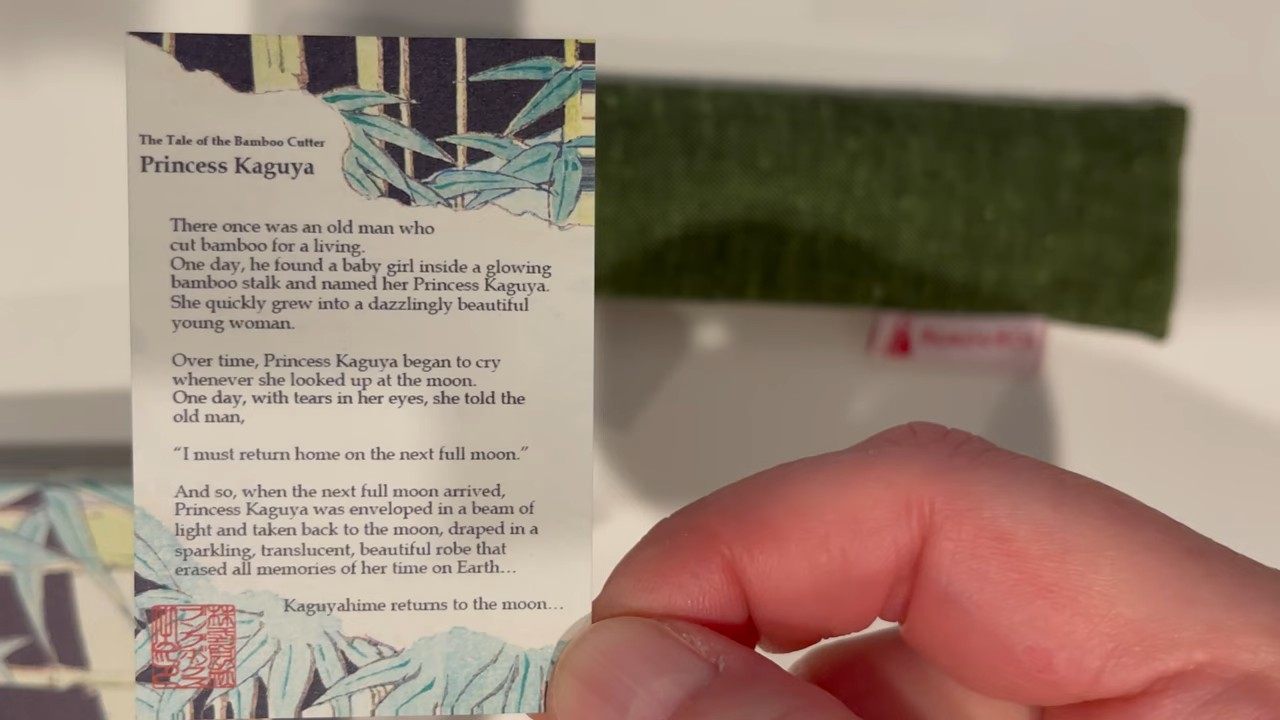 The Tale of the Bamboo Cutter
Princess Kaguya
There once was an old man who
cut bamboo for a living.
One day, he found a baby girl inside a glowing
bamboo stalk and named her Princess Kaguya.
She quickly grew into a dazzlingly beautiful
young woman.
Over time, Princess Kaguya began to cry
whenever she looked up at the moon.
One day, with tears in her eyes, she told the
old man,
“I must return home on the next full moon.”
And so, when the next full moon arrived,
Princess Kaguya was enveloped in a beam of
light and taken back to the moon, draped in a
sparkling, translucent, beautiful robe that
erased all memories of her time on Earth…
Kaguyahime returns to the moon…